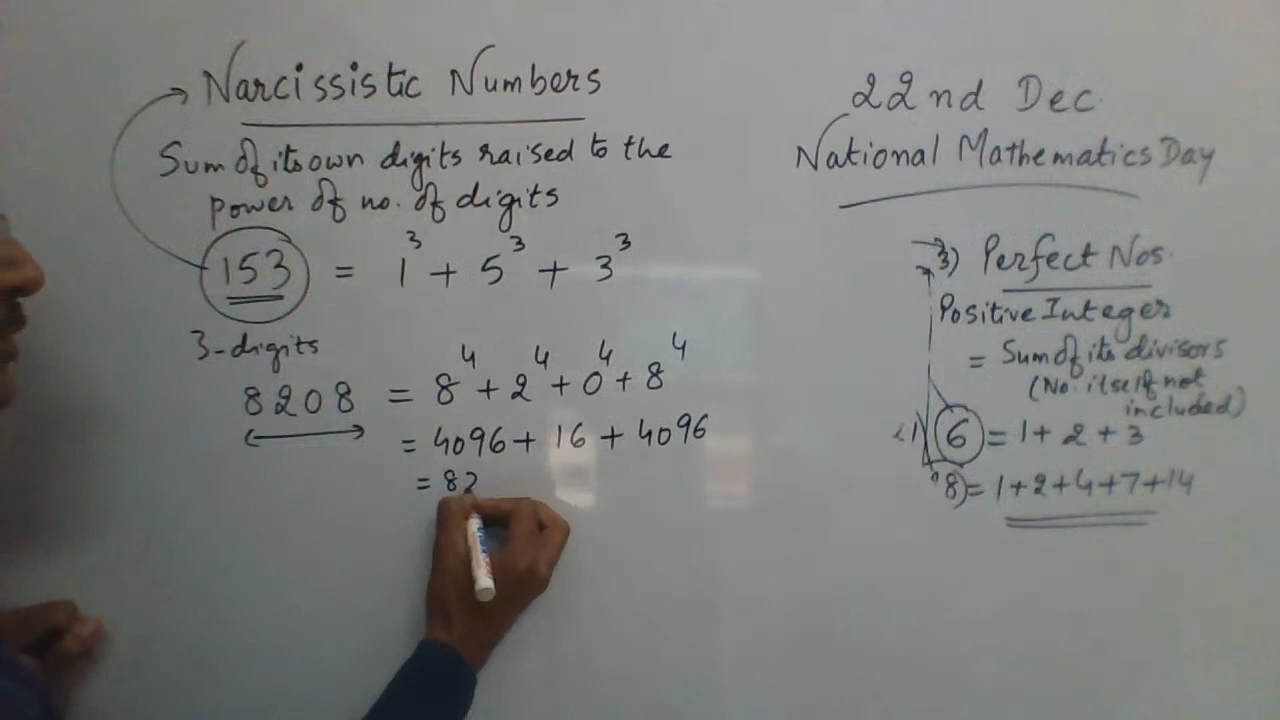 Narcissistic Numbers
Sum of its own digits raised to the
power of no. of digits
153 = 1³ + 5³ + 3³
3-digits
8208 = 8⁴ + 2⁴ + 0⁴ + 8⁴
= 4096 + 16 + 4096
= 82
22nd Dec.
National Mathematics Day
3) Perfect Nos.
Positive Integer
= Sum of its divisors
(No. itself not
included)
6 = 1 + 2 + 3
8) = 1+2+4+7+14